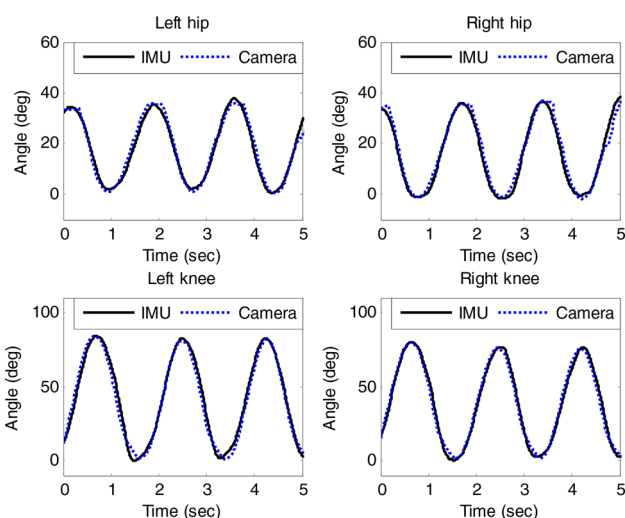 Left hip
Right hip
60
40
20
0
Angle (deg)
IMU
Camera
0 1 2 3 4 5
Time (sec)
60
40
20
0
Angle (deg)
IMU
Camera
0 1 2 3 4 5
Time (sec)
Left knee
Right knee
100
50
0
Angle (deg)
IMU
Camera
0 1 2 3 4 5
Time (sec)
100
50
0
Angle (deg)
IMU
Camera
0 1 2 3 4 5
Time (sec)